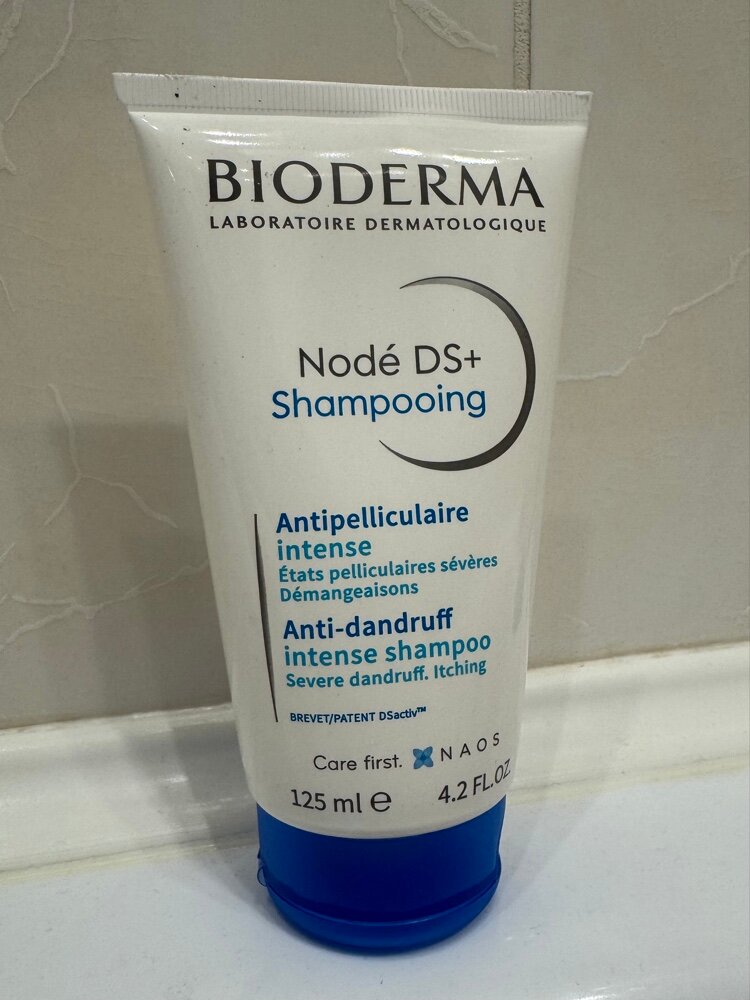 BIODERMA
LABORATOIRE DERMATOLOGIQUE
Nodé DS+
Shampooing
Antipelliculaire
intense
États pelliculaires sévères
Démangeaisons
Anti-dandruff
intense shampoo
Severe dandruff. Itching
BREVET/PATENT DSactiv™
Care first. NAOS
125 ml ℮ 4.2 FL.OZ